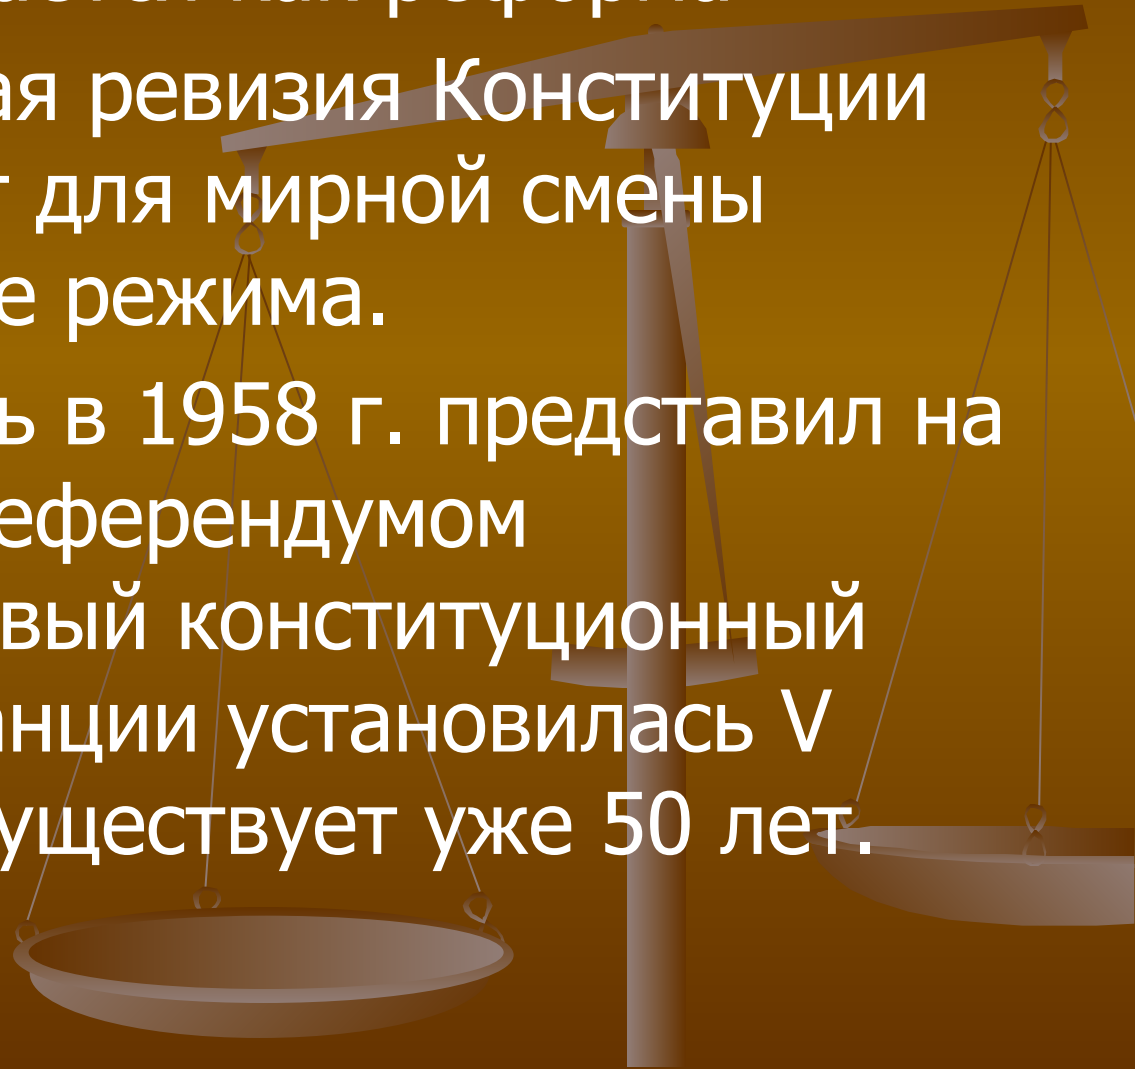 ая ревизия Конституции
т для мирной смены
е режима.
ь в 1958 г. представил на
еферендумом
вый конституционный
анции установилась V
уществует уже 50 лет.